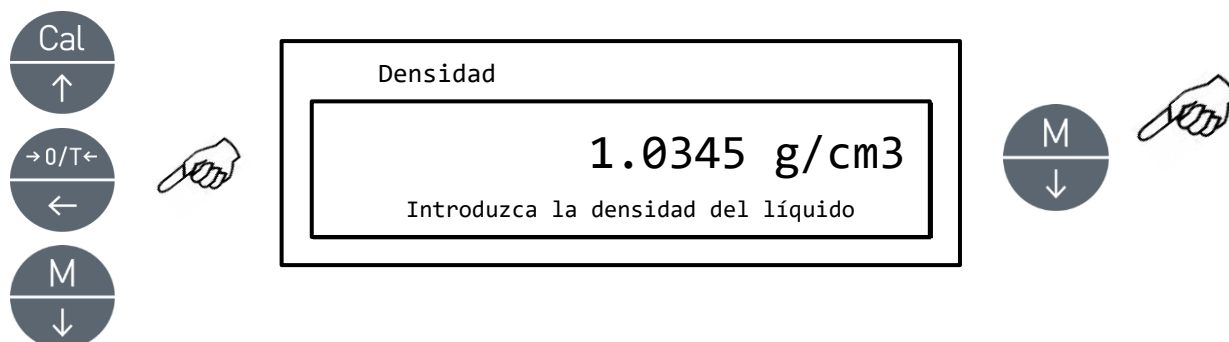 Cal
↑
→0/T←
←
M
↓
Densidad
1.0345 g/cm3
Introduzca la densidad del líquido
M
↓